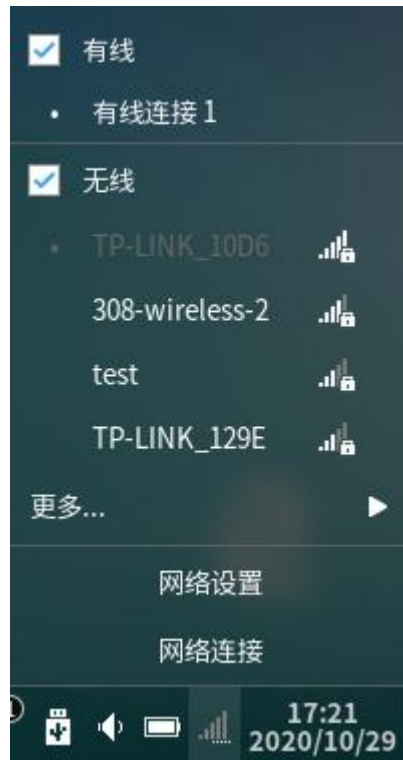 有线
有线连接 1
无线
TP-LINK_10D6
308-wireless-2
test
TP-LINK_129E
更多...
网络设置
网络连接
17:21
2020/10/29